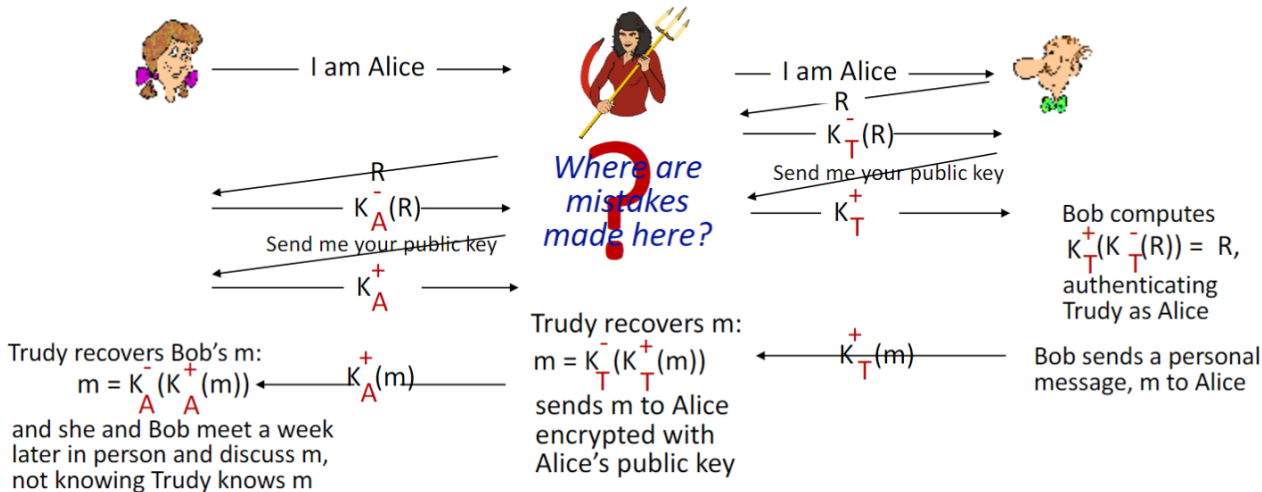 I am Alice
I am Alice
R
K-T(R)
Send me your public key
K+T
R
K-A(R)
Send me your public key
K+A
?
Where are
mistakes
made here?
Bob computes
K+T(K-T(R)) = R,
authenticating
Trudy as Alice
Bob sends a personal
message, m to Alice
K+T(m)
Trudy recovers m:
m = K-T(K+T(m))
sends m to Alice
encrypted with
Alice’s public key
K+A(m)
Trudy recovers Bob’s m:
m = K-A(K+A(m))
and she and Bob meet a week
later in person and discuss m,
not knowing Trudy knows m